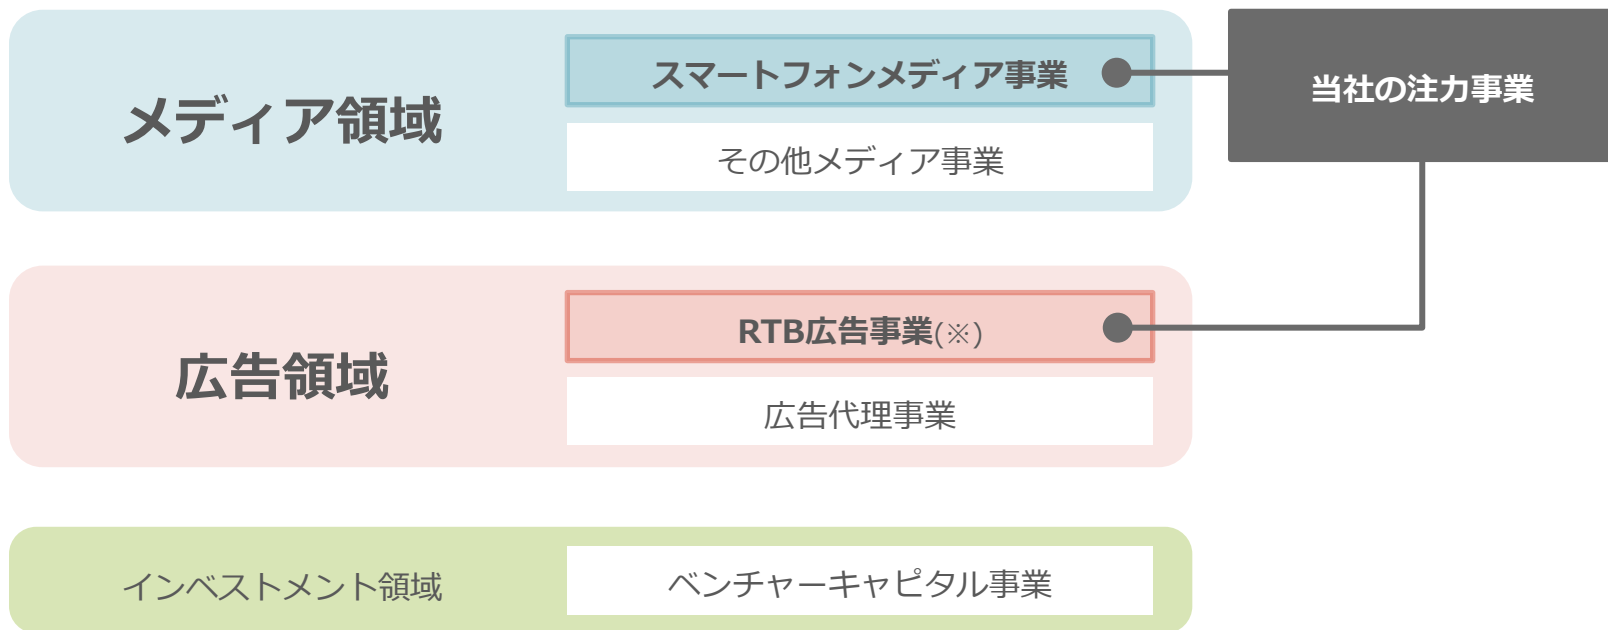 メディア領域
スマートフォンメディア事業
その他メディア事業
当社の注力事業
広告領域
RTB広告事業(※)
広告代理事業
インベストメント領域
ベンチャーキャピタル事業